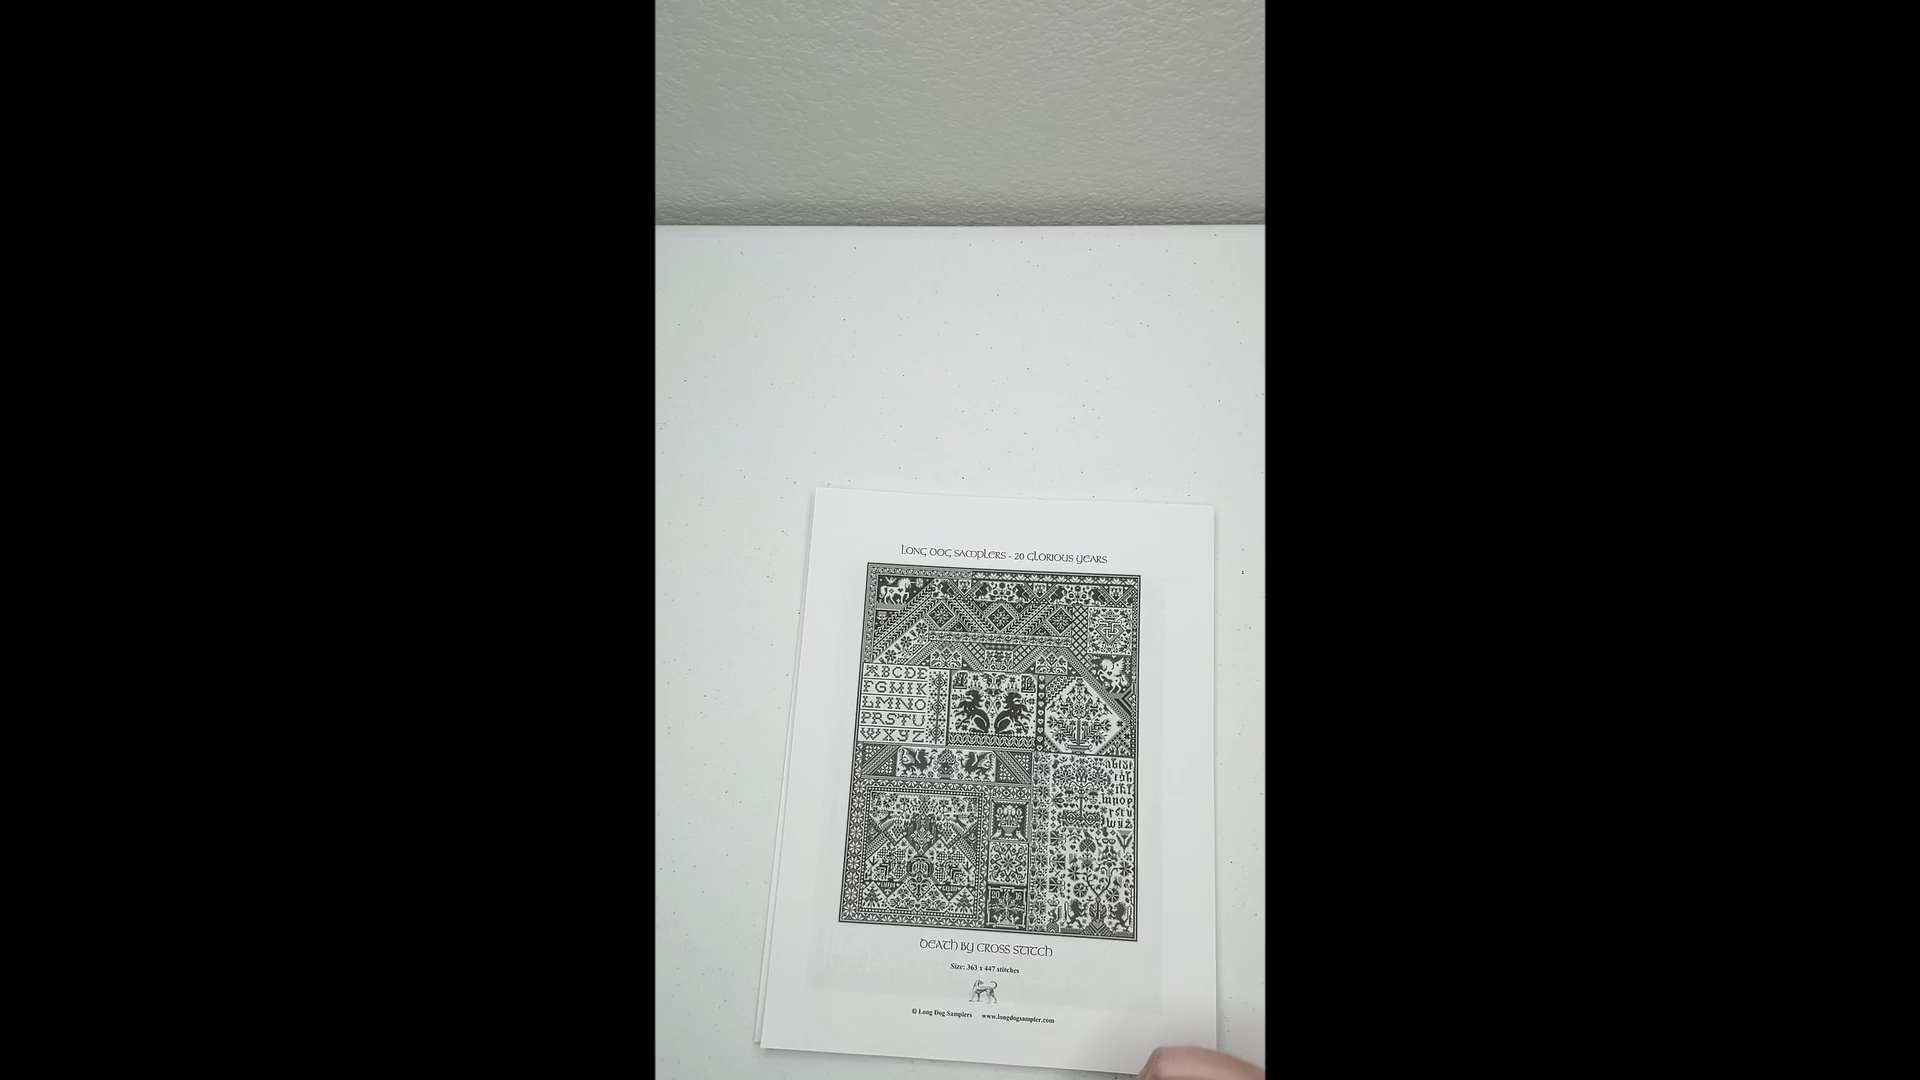 LONG DOG SAMPLERS - 20 GLORIOUS YEARS
ABCDE
FGHIK
LMNO
PRSTU
WXYZ
DEATH BY CROSS STITCH
Size: 363 x 447 stitches
© Long Dog Samplers www.longdogsampler.com